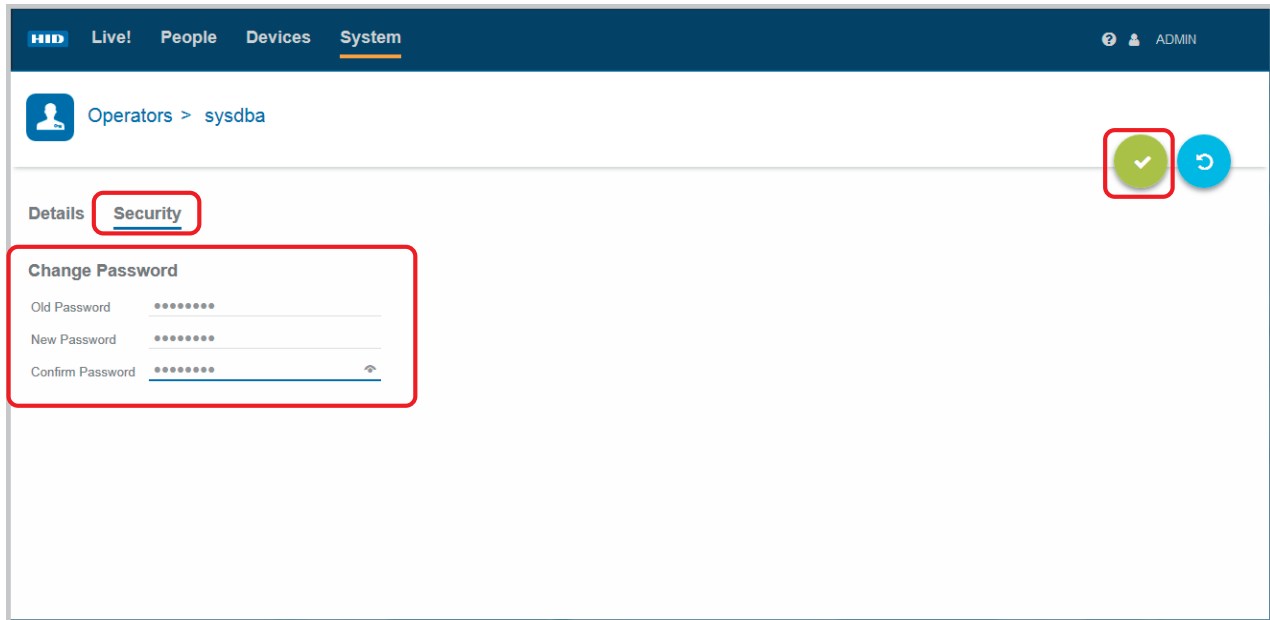 HID Live! People Devices System ADMIN
Operators > sysdba
Details Security
Change Password
Old Password ••••••••
New Password ••••••••
Confirm Password ••••••••